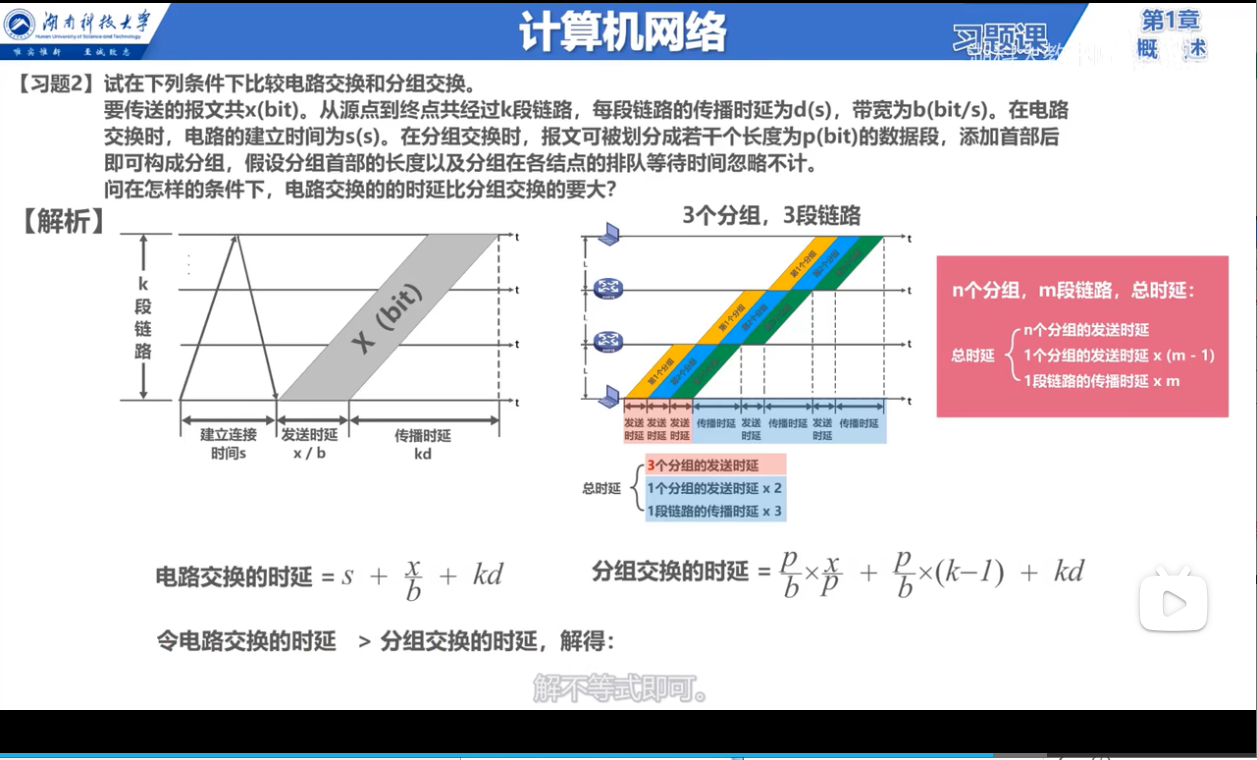 湖南科技大学
Hunan University of Science and Technology
唯实惟新 至诚致志
计算机网络
习题课
第1章
概 述
【习题2】试在下列条件下比较电路交换和分组交换。
要传送的报文共x(bit)。从源点到终点共经过k段链路，每段链路的传播时延为d(s)，带宽为b(bit/s)。在电路
交换时，电路的建立时间为s(s)。在分组交换时，报文可被划分成若干个长度为p(bit)的数据段，添加首部后
即可构成分组，假设分组首部的长度以及分组在各结点的排队等待时间忽略不计。
问在怎样的条件下，电路交换的的时延比分组交换的要大？
【解析】
k
段
链
路
t
t
t
t
X (bit)
建立连接
时间s
发送时延
x / b
传播时延
kd
3个分组，3段链路
t
t
t
t
第1个分组
第2个分组
第1个分组
第2个分组
第1个分组
第2个分组
发送 发送 发送 传播时延 发送 传播时延 发送 传播时延
时延 时延 时延 时延 时延
总时延
3个分组的发送时延
1个分组的发送时延 x 2
1段链路的传播时延 x 3
n个分组，m段链路，总时延：
总时延
n个分组的发送时延
1个分组的发送时延 x (m - 1)
1段链路的传播时延 x m
电路交换的时延 = s + x/b + kd
分组交换的时延 = p/b × x/p + p/b ×(k−1) + kd
令电路交换的时延 > 分组交换的时延，解得：
解不等式即可。